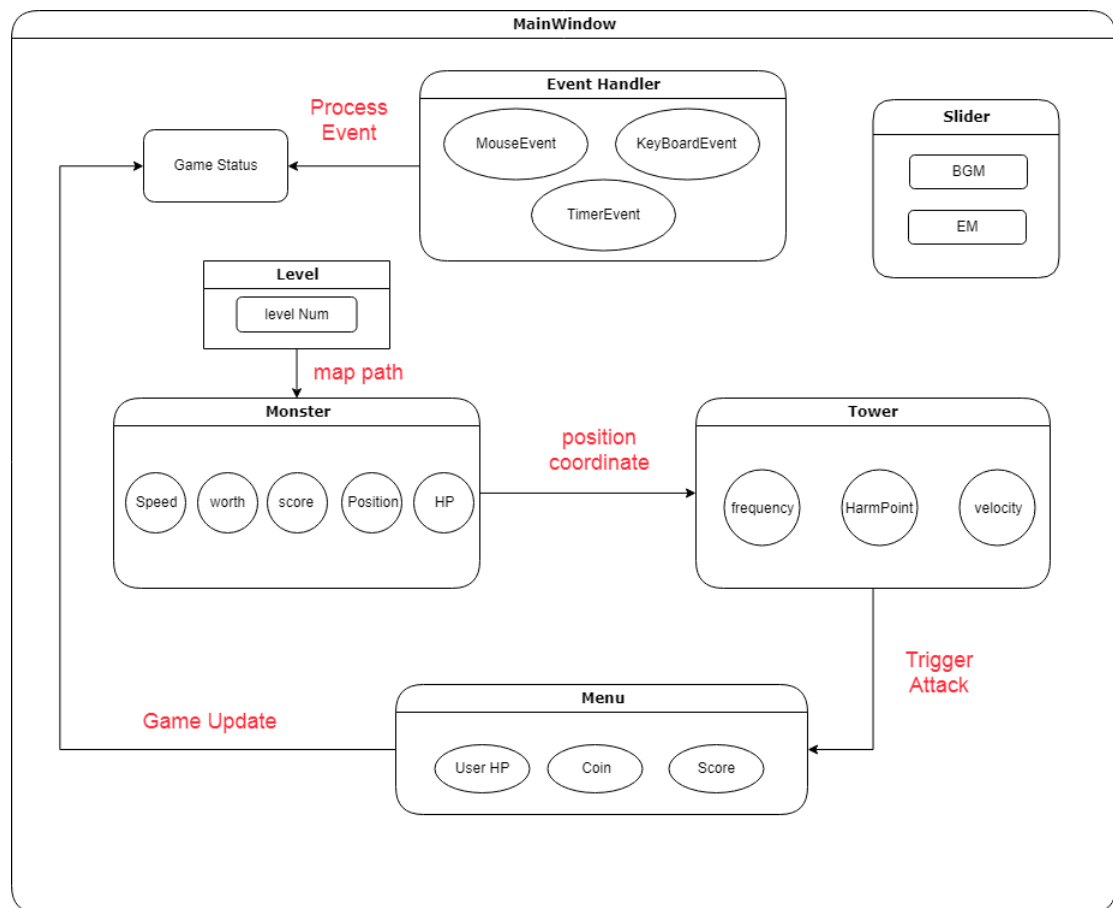 MainWindow
Event Handler
MouseEvent
KeyBoardEvent
TimerEvent
Process
Event
Game Status
Slider
BGM
EM
Level
level Num
map path
Monster
Speed
worth
score
Position
HP
position
coordinate
Tower
frequency
HarmPoint
velocity
Trigger
Attack
Menu
User HP
Coin
Score
Game Update